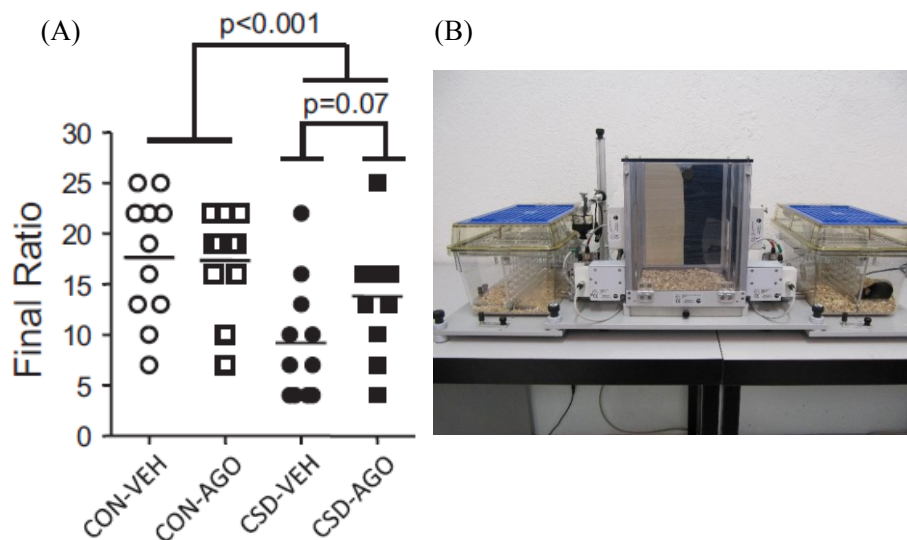 (A)
(B)
p<0.001
p=0.07
30
25
20
15
10
5
0
Final Ratio
CON-VEH
CON-AGO
CSD-VEH
CSD-AGO